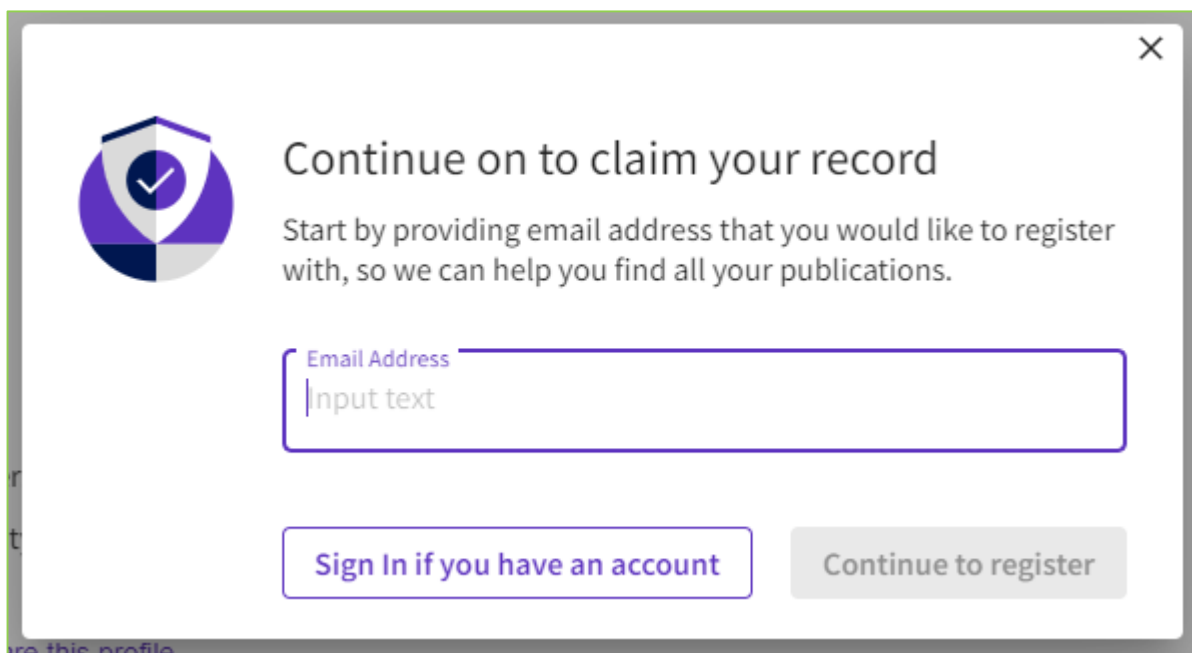 Continue on to claim your record
Start by providing email address that you would like to register
with, so we can help you find all your publications.
Email Address
Input text
Sign In if you have an account
Continue to register
this profile